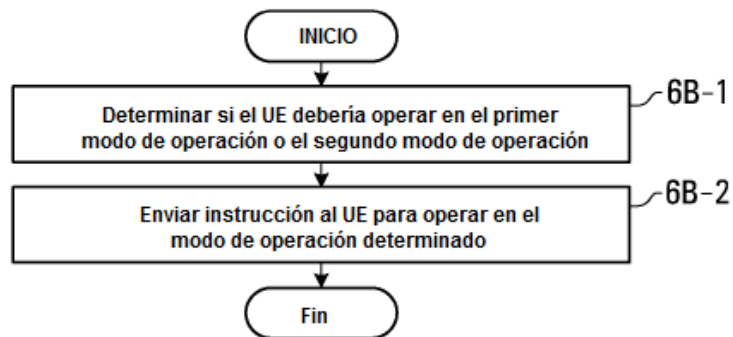 INICIO
6B-1
Determinar si el UE debería operar en el primer
modo de operación o el segundo modo de operación
6B-2
Enviar instrucción al UE para operar en el
modo de operación determinado
Fin